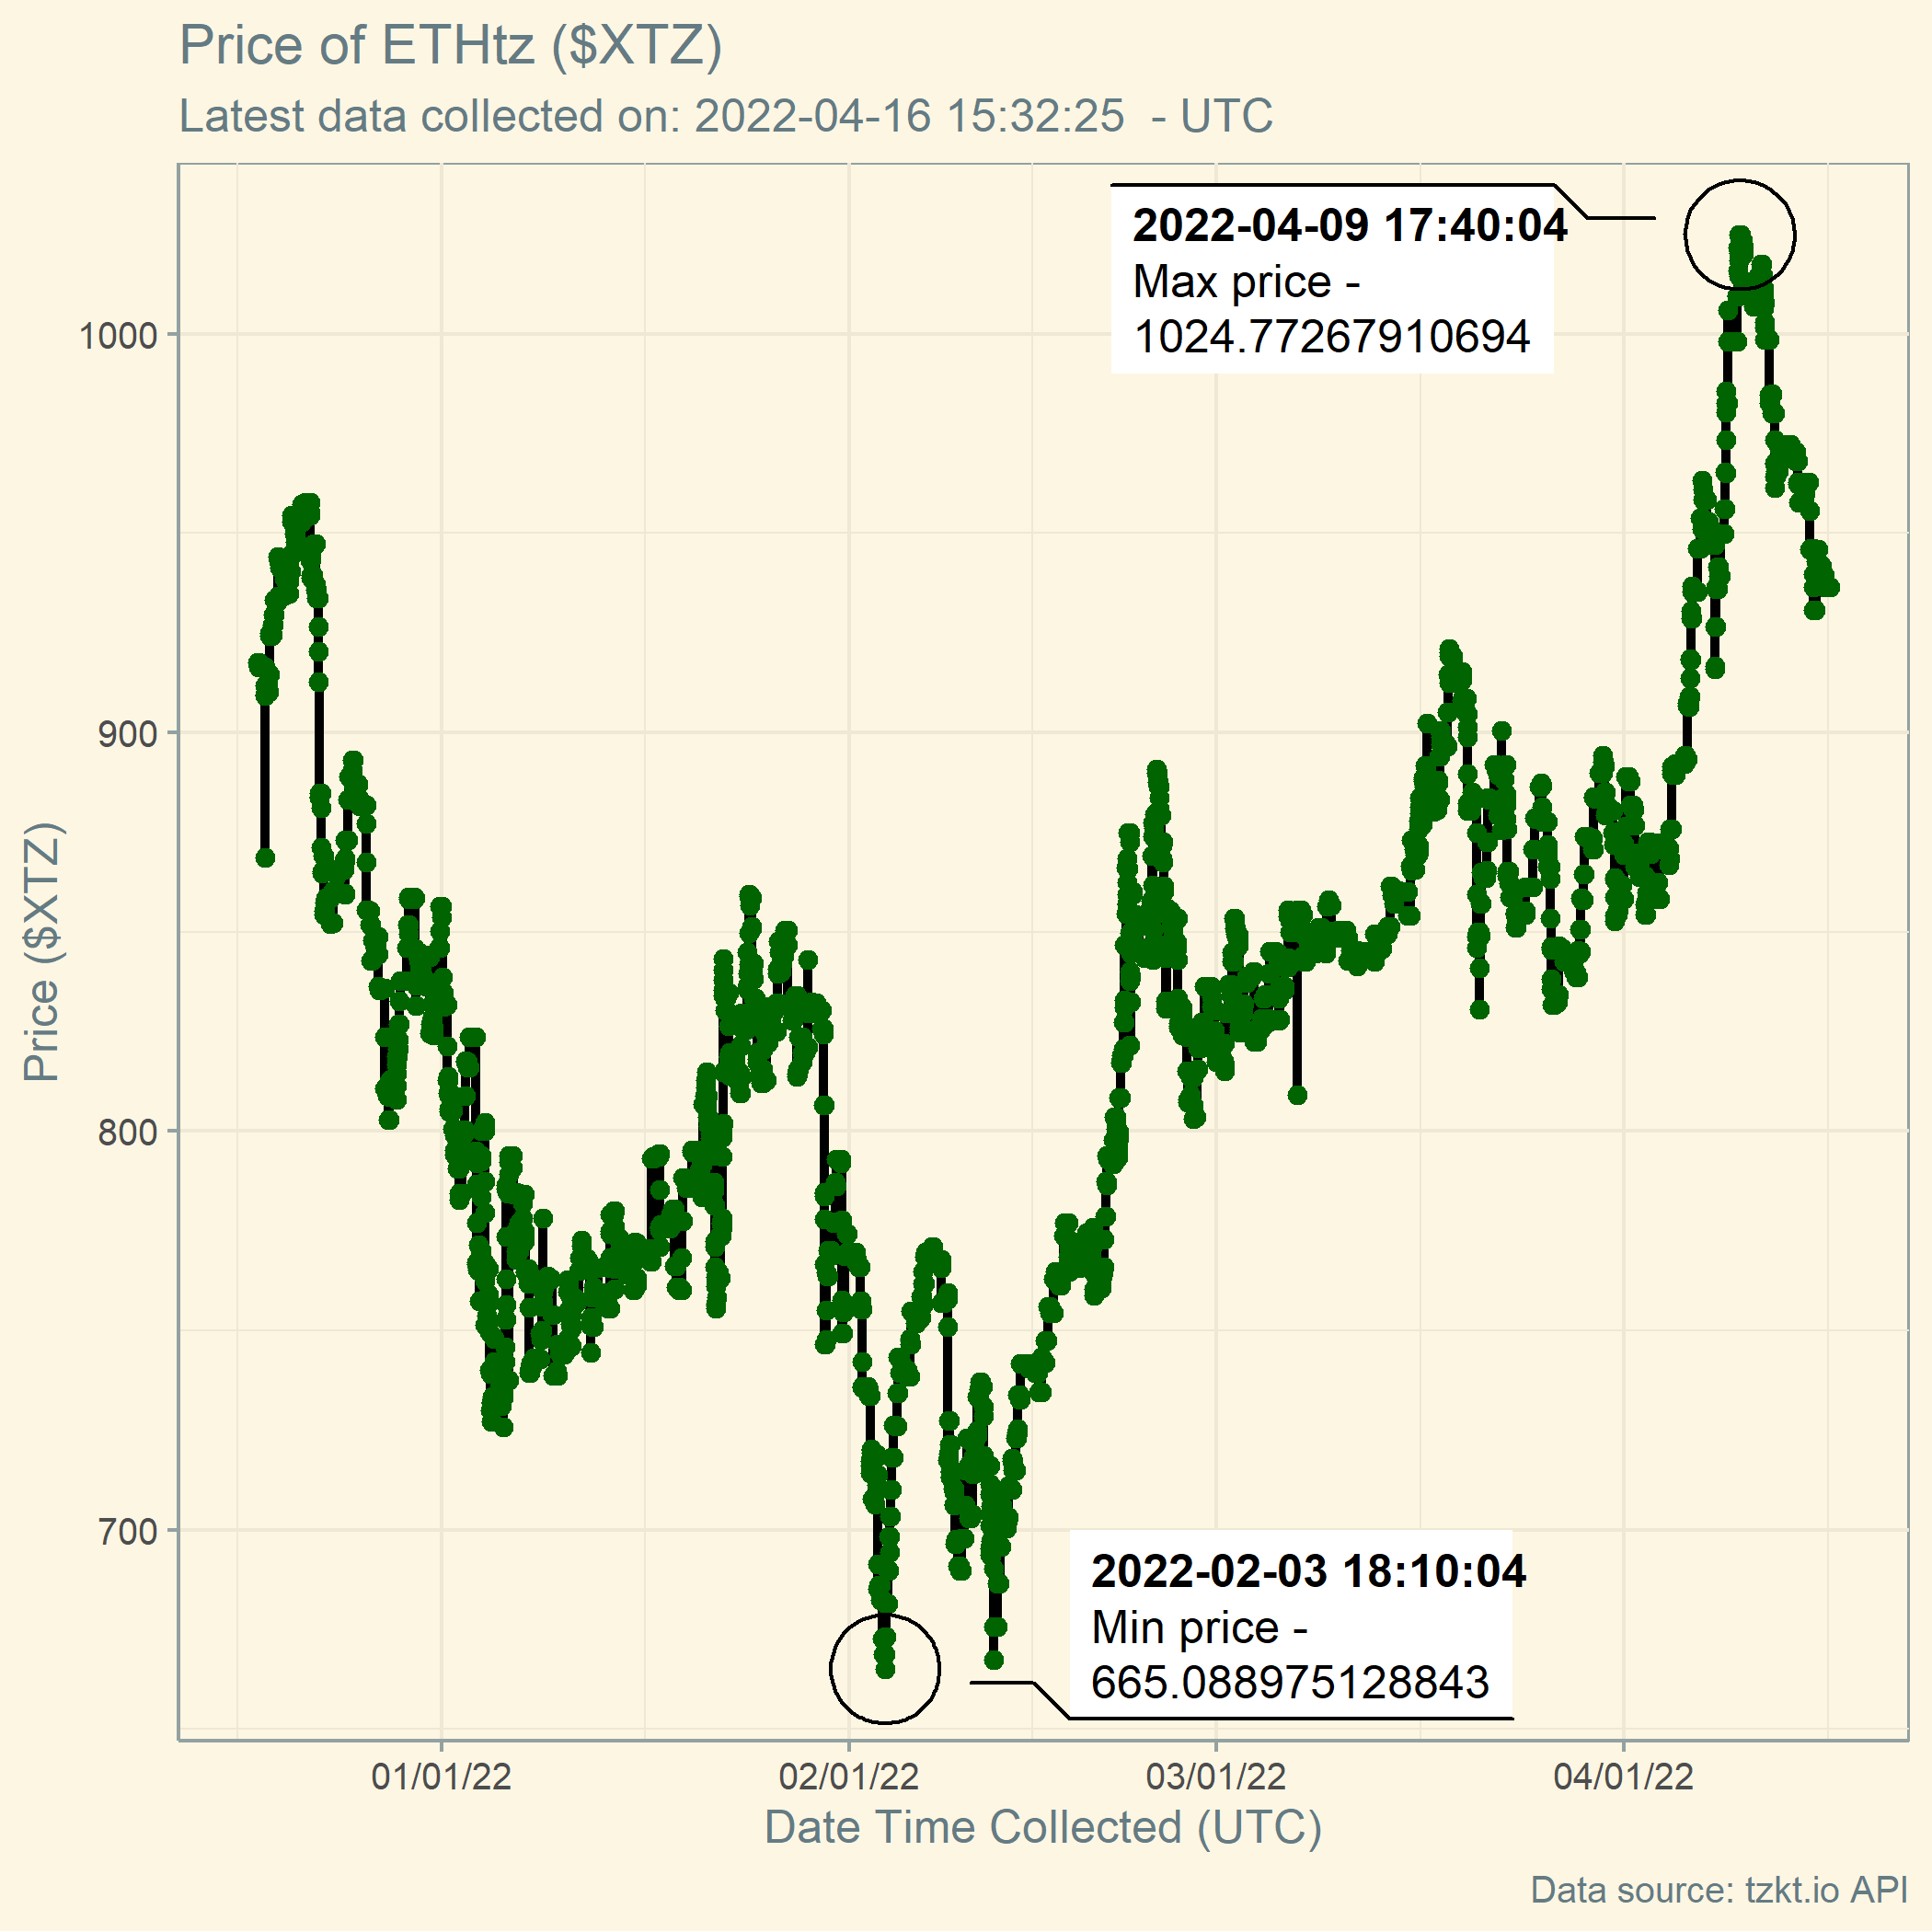 Price of ETHtz ($XTZ)
Latest data collected on: 2022-04-16 15:32:25  - UTC
2022-04-09 17:40:04
Max price -
1024.77267910694
1000
900
800
700
Price ($XTZ)
2022-02-03 18:10:04
Min price -
665.088975128843
01/01/22
02/01/22
03/01/22
04/01/22
Date Time Collected (UTC)
Data source: tzkt.io API